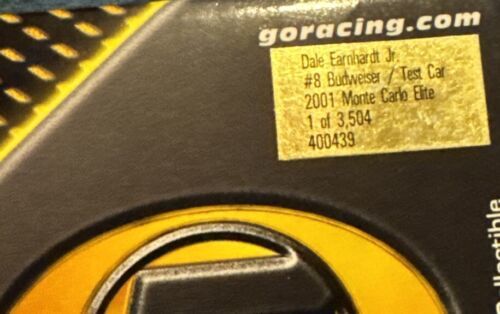 goracing.com
Dale Earnhardt Jr.
#8 Budweiser / Test Car
2001 Monte Carlo Elite
1 of 3,504
400439